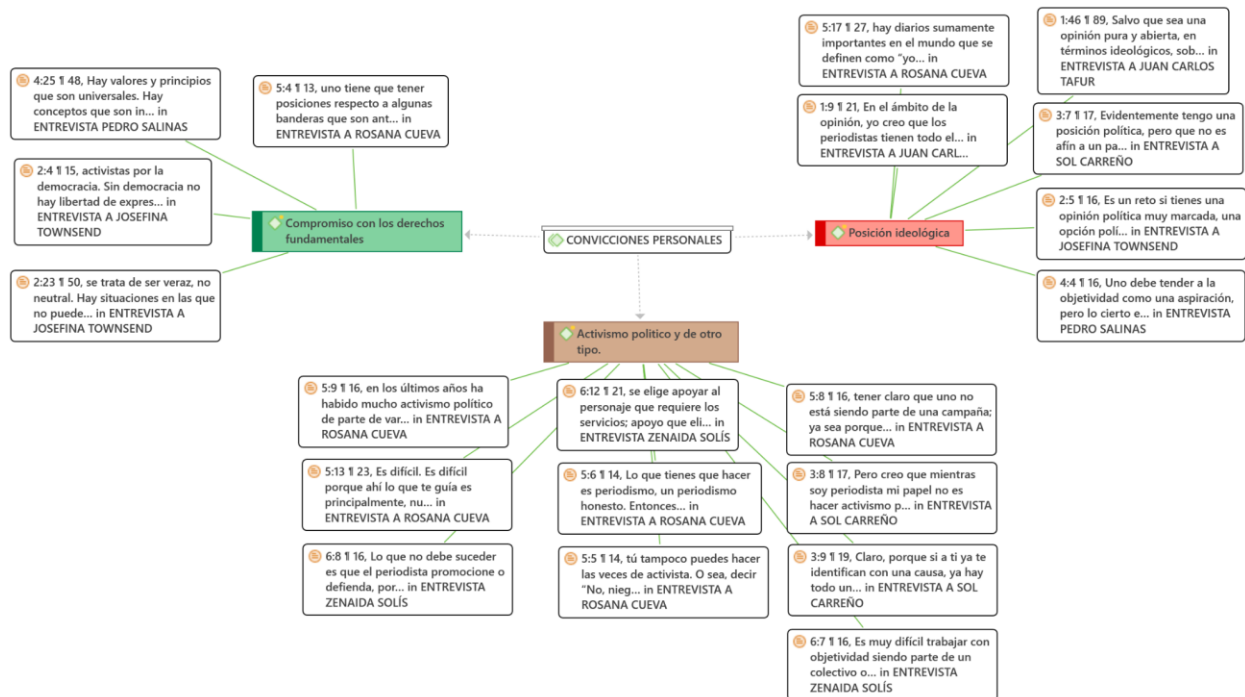 4:25 ¶ 48, Hay valores y principios
que son universales. Hay
conceptos que son in... in
ENTREVISTA PEDRO SALINAS
5:4 ¶ 13, uno tiene que tener
posiciones respecto a algunas
banderas que son ant... in
ENTREVISTA A ROSANA CUEVA
2:4 ¶ 15, activistas por la
democracia. Sin democracia no
hay libertad de expres... in
ENTREVISTA A JOSEFINA
TOWNSEND
2:23 ¶ 50, se trata de ser veraz, no
neutral. Hay situaciones en las que
no puede... in ENTREVISTA A
JOSEFINA TOWNSEND
Compromiso con los derechos
fundamentales
CONVICCIONES PERSONALES
Posición ideológica
5:17 ¶ 27, hay diarios sumamente
importantes en el mundo que se
definen como "yo... in
ENTREVISTA A ROSANA CUEVA
1:46 ¶ 89, Salvo que sea una
opinión pura y abierta, en
términos ideológicos, sob... in
ENTREVISTA A JUAN CARLOS
TAFUR
1:9 ¶ 21, En el ámbito de la
opinión, yo creo que los
periodistas tienen todo el... in
ENTREVISTA A JUAN CARL...
3:7 ¶ 17, Evidentemente tengo una
posición política, pero que no es
afín a un pa... in ENTREVISTA A
SOL CARREÑO
2:5 ¶ 16, Es un reto si tienes una
opinión política muy marcada, una
opción polí... in ENTREVISTA A
JOSEFINA TOWNSEND
4:4 ¶ 16, Uno debe tender a la
objetividad como una aspiración,
pero lo cierto e... in ENTREVISTA
PEDRO SALINAS
Activismo político y de otro
tipo.
5:9 ¶ 16, en los últimos años ha
habido mucho activismo político
de parte de var... in ENTREVISTA A
ROSANA CUEVA
6:12 ¶ 21, se elige apoyar al
personaje que requiere los
servicios; apoyo que eli... in
ENTREVISTA ZENAIDA SOLÍS
5:8 ¶ 16, tener claro que uno no
está siendo parte de una campaña;
ya sea porque... in ENTREVISTA A
ROSANA CUEVA
5:13 ¶ 23, Es difícil. Es difícil
porque ahí lo que te guía es
principalmente, nu... in
ENTREVISTA A ROSANA CUEVA
5:6 ¶ 14, Lo que tienes que hacer
es periodismo, un periodismo
honesto. Entonces... in
ENTREVISTA A ROSANA CUEVA
3:8 ¶ 17, Pero creo que mientras
soy periodista mi papel no es
hacer activismo p... in ENTREVISTA
A SOL CARREÑO
6:8 ¶ 16, Lo que no debe suceder
es que el periodista promocione o
defienda, por... in ENTREVISTA
ZENAIDA SOLÍS
5:5 ¶ 14, tú tampoco puedes hacer
las veces de activista. O sea, decir
"No, nieg... in ENTREVISTA A
ROSANA CUEVA
3:9 ¶ 19, Claro, porque si a ti ya te
identifican con una causa, ya hay
todo un... in ENTREVISTA A SOL
CARREÑO
6:7 ¶ 16, Es muy difícil trabajar con
objetividad siendo parte de un
colectivo o... in ENTREVISTA
ZENAIDA SOLÍS